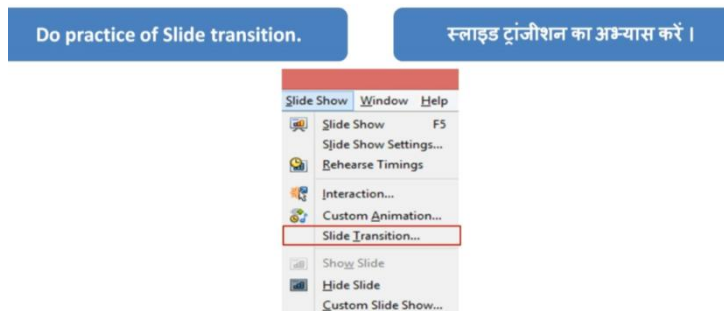 Do practice of Slide transition.
स्लाइड ट्रांजीशन का अभ्यास करें ।
Slide Show Window Help
Slide Show F5
Slide Show Settings...
Rehearse Timings
Interaction...
Custom Animation...
Slide Transition...
Show Slide
Hide Slide
Custom Slide Show...